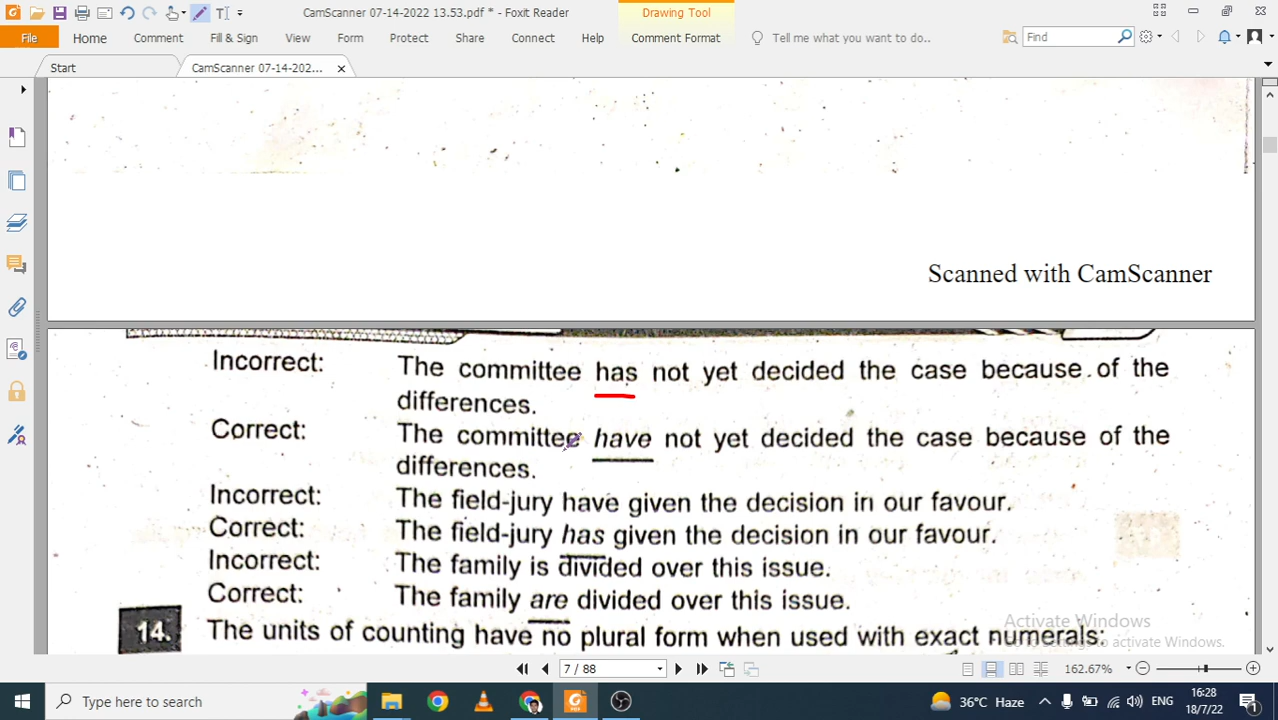 CamScanner 07-14-2022 13.53.pdf * - Foxit Reader
Drawing Tool
File Home Comment Fill & Sign View Form Protect Share Connect Help Comment Format Tell me what you want to do.. Find
Start CamScanner 07-14-202...
Scanned with CamScanner
Incorrect: The committee has not yet decided the case because of the
differences.
Correct: The committee have not yet decided the case because of the
differences.
Incorrect: The field-jury have given the decision in our favour.
Correct: The field-jury has given the decision in our favour.
Incorrect: The family is divided over this issue.
Correct: The family are divided over this issue.
14. The units of counting have no plural form when used with exact numerals:
Activate Windows
Go to Settings to activate Windows.
7 / 88 162.67%
Type here to search 36°C Haze ENG 16:28
18/7/22